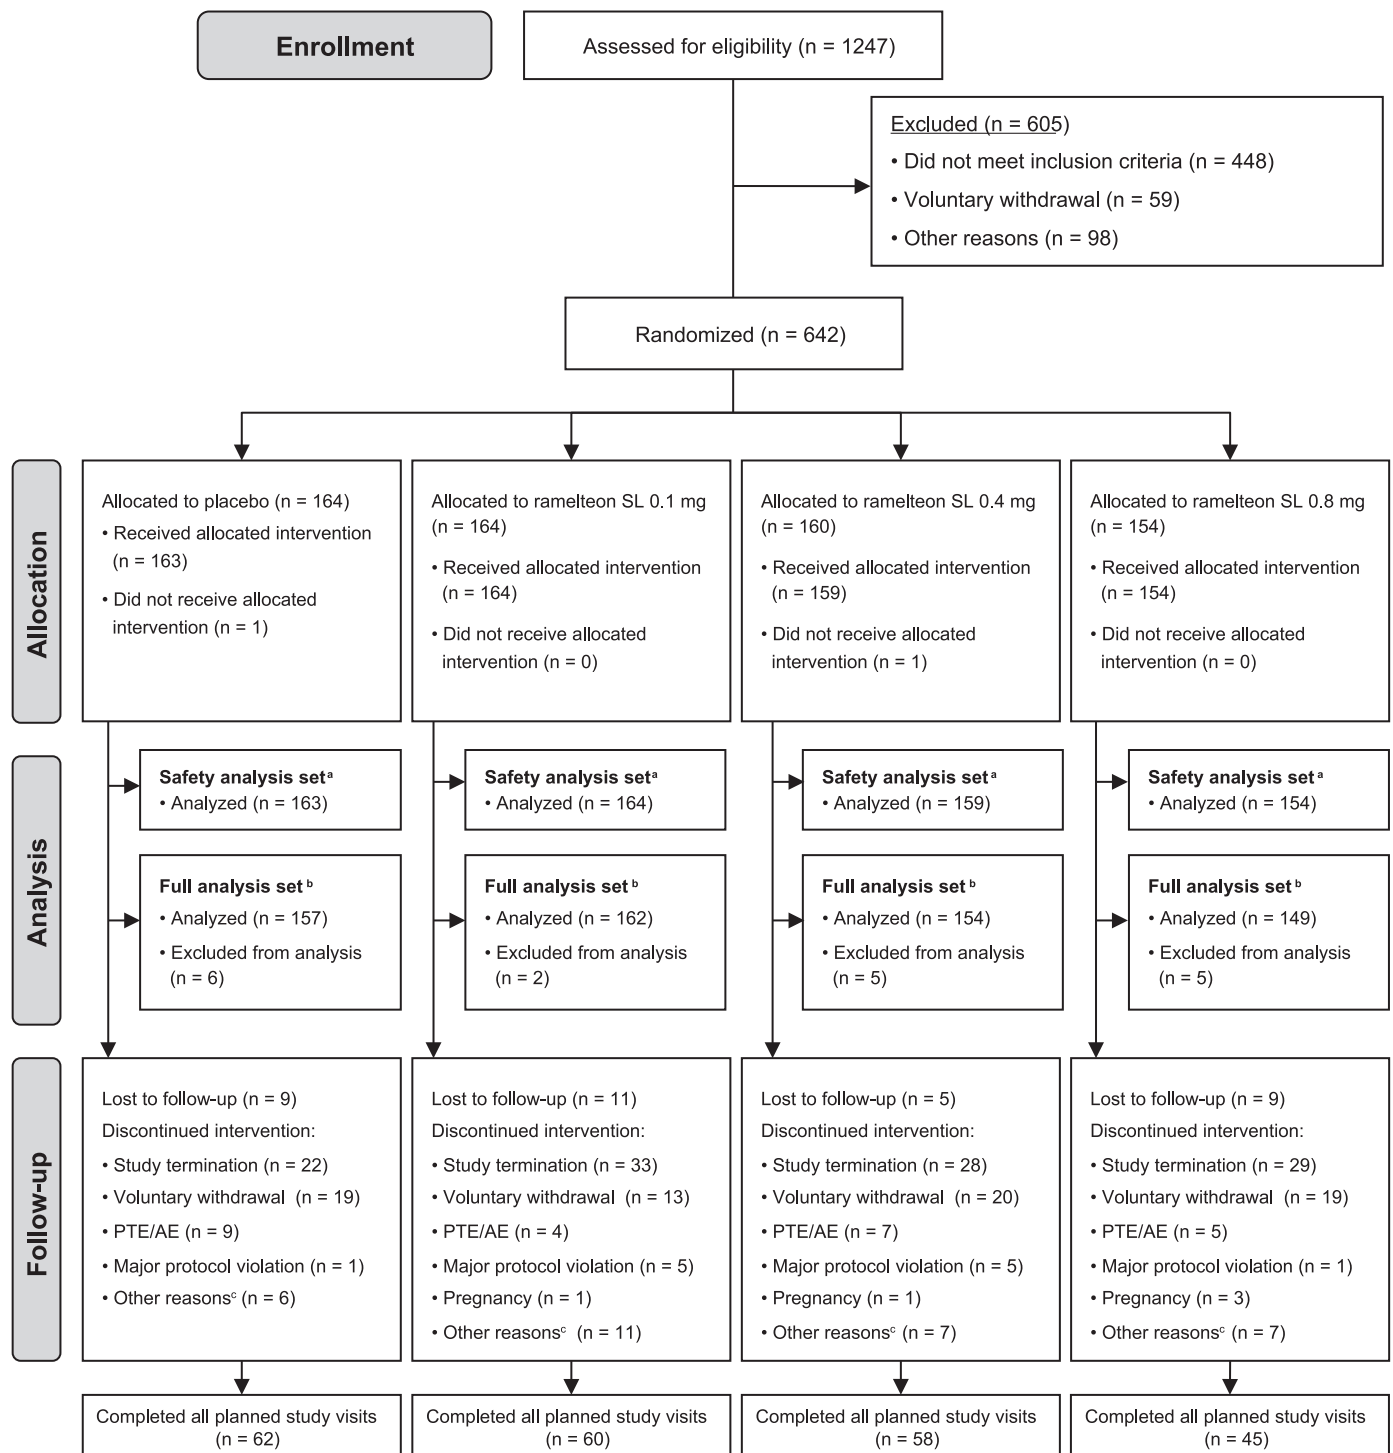 Enrollment
Assessed for eligibility (n = 1247)
Excluded (n = 605)
• Did not meet inclusion criteria (n = 448)
• Voluntary withdrawal (n = 59)
• Other reasons (n = 98)
Randomized (n = 642)
Allocation
Allocated to placebo (n = 164)
• Received allocated intervention
(n = 163)
• Did not receive allocated
intervention (n = 1)
Allocated to ramelteon SL 0.1 mg
(n = 164)
• Received allocated intervention
(n = 164)
• Did not receive allocated
intervention (n = 0)
Allocated to ramelteon SL 0.4 mg
(n = 160)
• Received allocated intervention
(n = 159)
• Did not receive allocated
intervention (n = 1)
Allocated to ramelteon SL 0.8 mg
(n = 154)
• Received allocated intervention
(n = 154)
• Did not receive allocated
intervention (n = 0)
Analysis
Safety analysis set a
• Analyzed (n = 163)
Safety analysis set a
• Analyzed (n = 164)
Safety analysis set a
• Analyzed (n = 159)
Safety analysis set a
• Analyzed (n = 154)
Full analysis set b
• Analyzed (n = 157)
• Excluded from analysis
(n = 6)
Full analysis set b
• Analyzed (n = 162)
• Excluded from analysis
(n = 2)
Full analysis set b
• Analyzed (n = 154)
• Excluded from analysis
(n = 5)
Full analysis set b
• Analyzed (n = 149)
• Excluded from analysis
(n = 5)
Follow-up
Lost to follow-up (n = 9)
Discontinued intervention:
• Study termination (n = 22)
• Voluntary withdrawal (n = 19)
• PTE/AE (n = 9)
• Major protocol violation (n = 1)
• Other reasonsc (n = 6)
Lost to follow-up (n = 11)
Discontinued intervention:
• Study termination (n = 33)
• Voluntary withdrawal (n = 13)
• PTE/AE (n = 4)
• Major protocol violation (n = 5)
• Pregnancy (n = 1)
• Other reasonsc (n = 11)
Lost to follow-up (n = 5)
Discontinued intervention:
• Study termination (n = 28)
• Voluntary withdrawal (n = 20)
• PTE/AE (n = 7)
• Major protocol violation (n = 5)
• Pregnancy (n = 1)
• Other reasonsc (n = 7)
Lost to follow-up (n = 9)
Discontinued intervention:
• Study termination (n = 29)
• Voluntary withdrawal (n = 19)
• PTE/AE (n = 5)
• Major protocol violation (n = 1)
• Pregnancy (n = 3)
• Other reasonsc (n = 7)
Completed all planned study visits
(n = 62)
Completed all planned study visits
(n = 60)
Completed all planned study visits
(n = 58)
Completed all planned study visits
(n = 45)